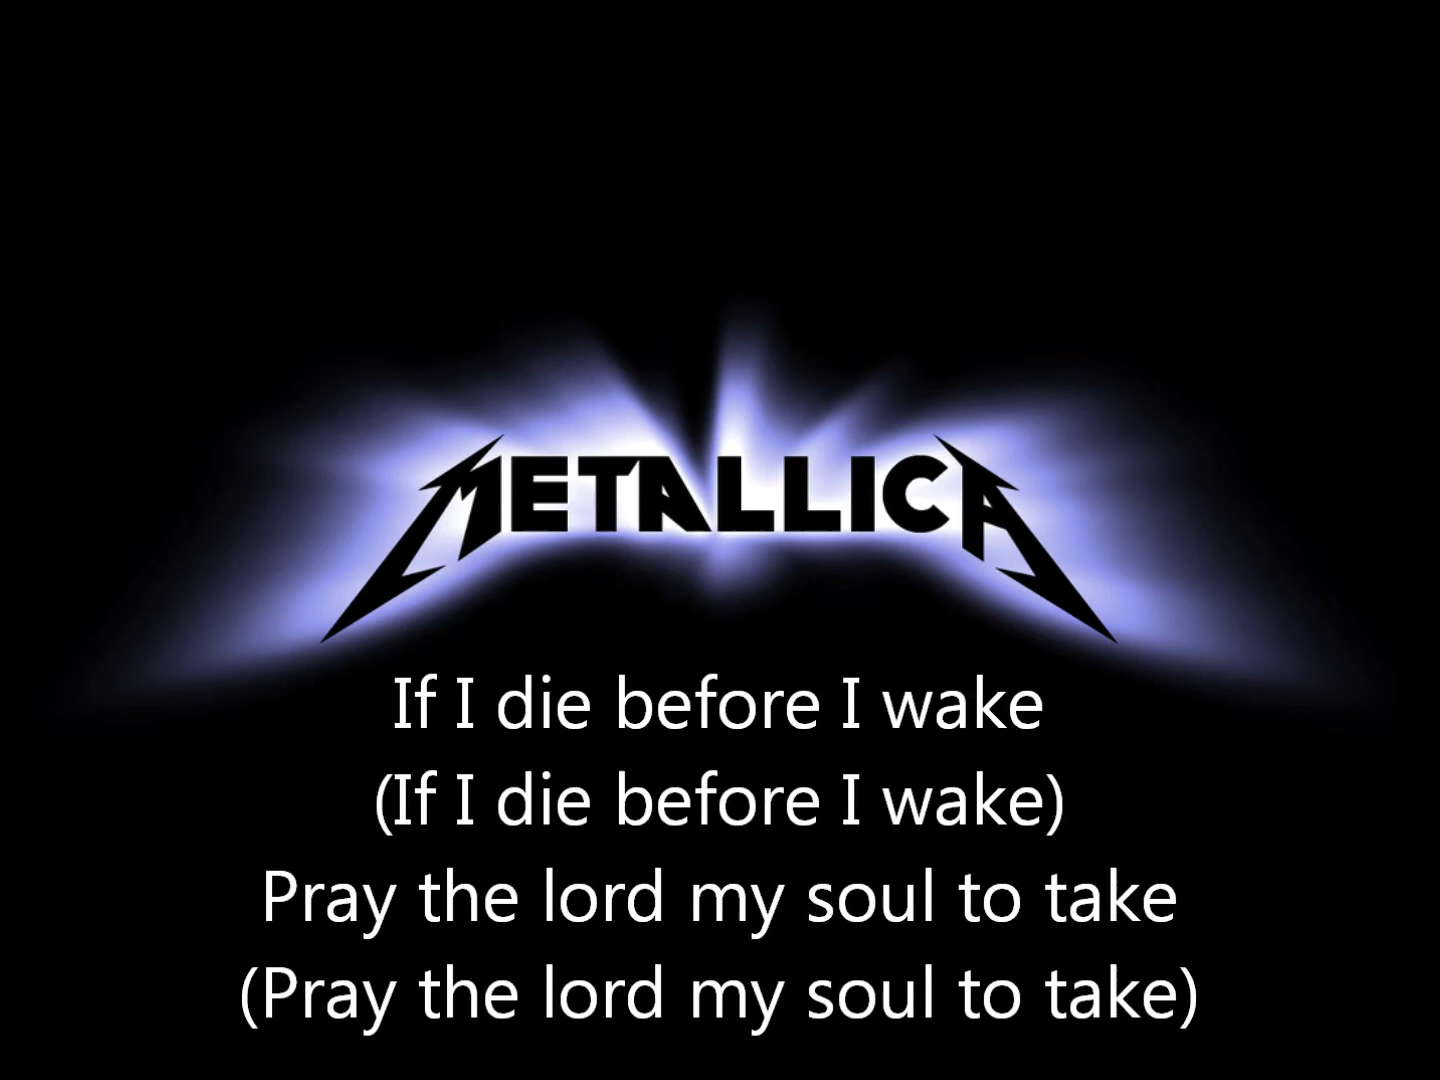 METALLICA
If I die before I wake
(If I die before I wake)
Pray the lord my soul to take
(Pray the lord my soul to take)